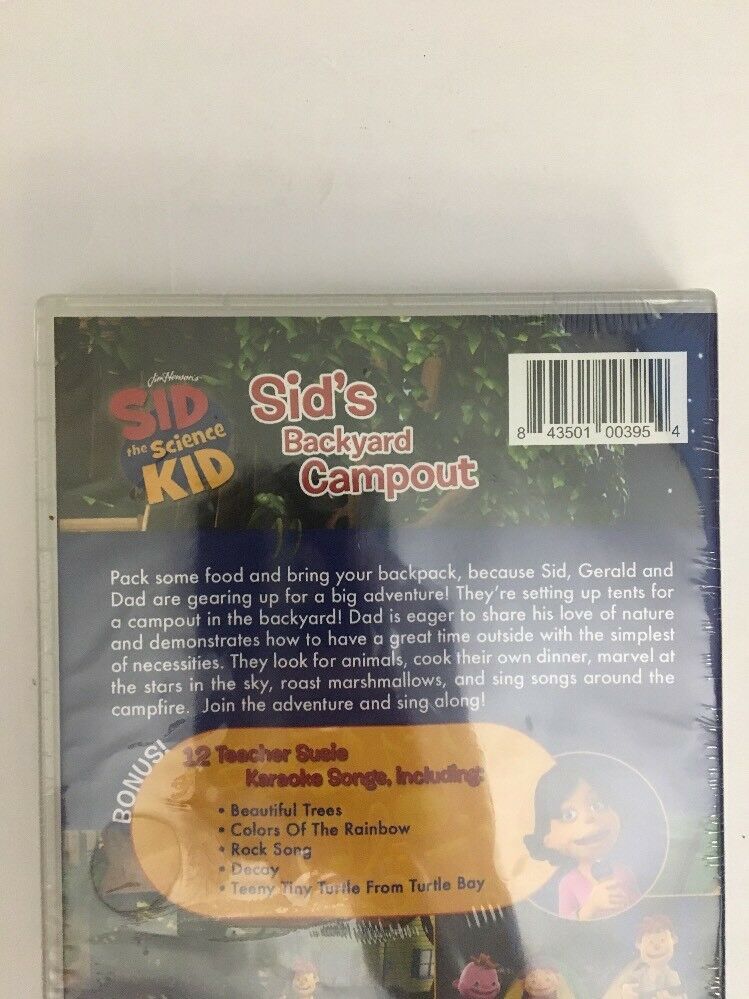 Jim Henson's
SID
the Science
KID
Sid's
Backyard
Campout
8 43501 00395 4
Pack some food and bring your backpack, because Sid, Gerald and
Dad are gearing up for a big adventure! They're setting up tents for
a campout in the backyard! Dad is eager to share his love of nature
and demonstrates how to have a great time outside with the simplest
of necessities. They look for animals, cook their own dinner, marvel at
the stars in the sky, roast marshmallows, and sing songs around the
campfire. Join the adventure and sing along!
BONUS!
12 Teacher Susie
Karaoke Songs, including:
• Beautiful Trees
• Colors Of The Rainbow
• Rock Song
• Decay
• Teeny Tiny Turtle From Turtle Bay